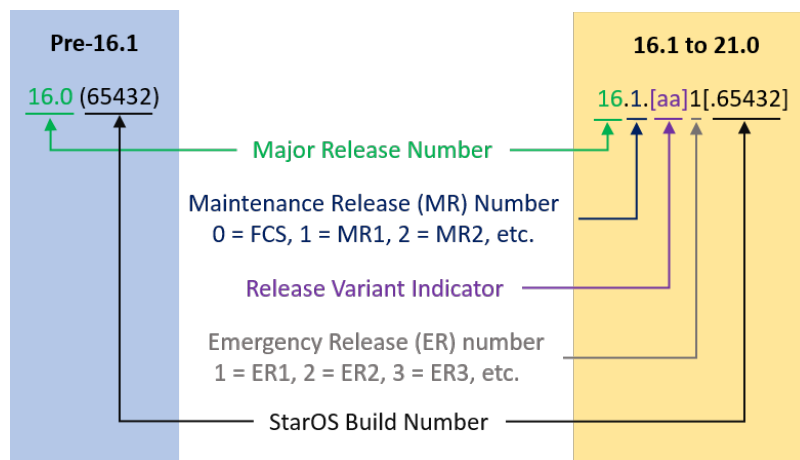 Pre-16.1
16.1 to 21.0
16.0 (65432)
16.1.[aa]1[.65432]
Major Release Number
Maintenance Release (MR) Number
0 = FCS, 1 = MR1, 2 = MR2, etc.
Release Variant Indicator
Emergency Release (ER) number
1 = ER1, 2 = ER2, 3 = ER3, etc.
StarOS Build Number